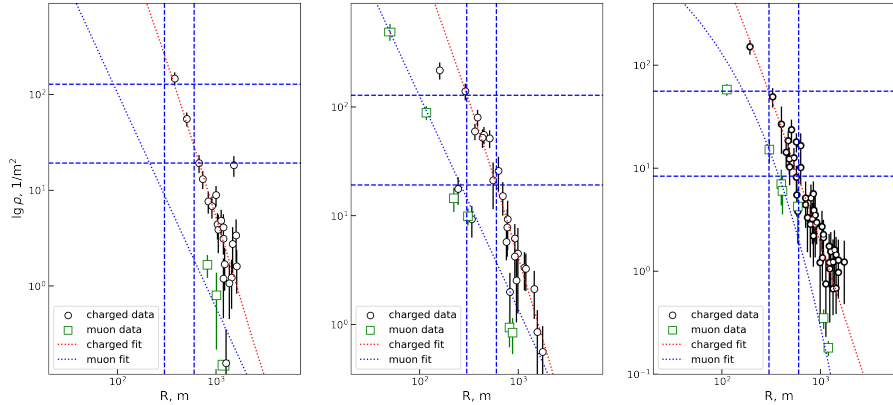 lg ρ, 1/m²
10²
10¹
10⁰
charged data
muon data
charged fit
muon fit
10²
10³
R, m
10²
10¹
10⁰
charged data
muon data
charged fit
muon fit
10²
10³
R, m
10²
10¹
10⁰
10⁻¹
charged data
muon data
charged fit
muon fit
10²
10³
R, m